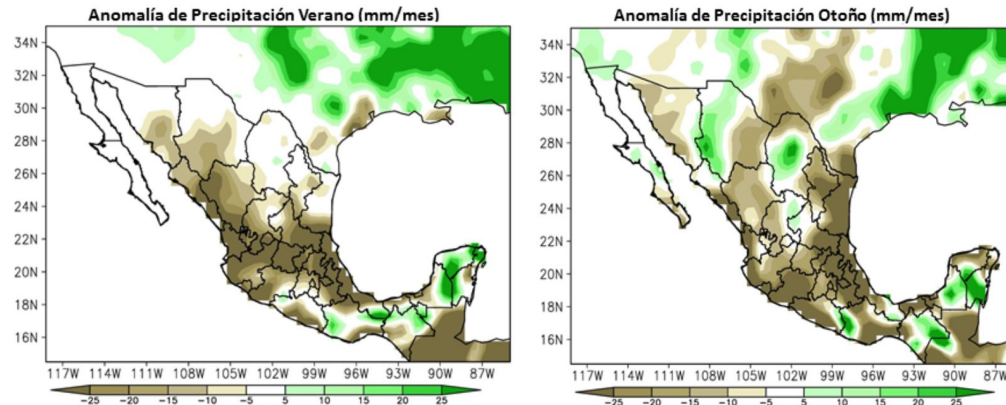 Anomalía de Precipitación Verano (mm/mes)
34N
32N
30N
28N
26N
24N
22N
20N
18N
16N
117W 114W 111W 108W 105W 102W 99W 96W 93W 90W 87W
−25 −20 −15 −10 −5 5 10 15 20 25
Anomalía de Precipitación Otoño (mm/mes)
34N
32N
30N
28N
26N
24N
22N
20N
18N
16N
117W 114W 111W 108W 105W 102W 99W 96W 93W 90W 87W
−25 −20 −15 −10 −5 5 10 15 20 25